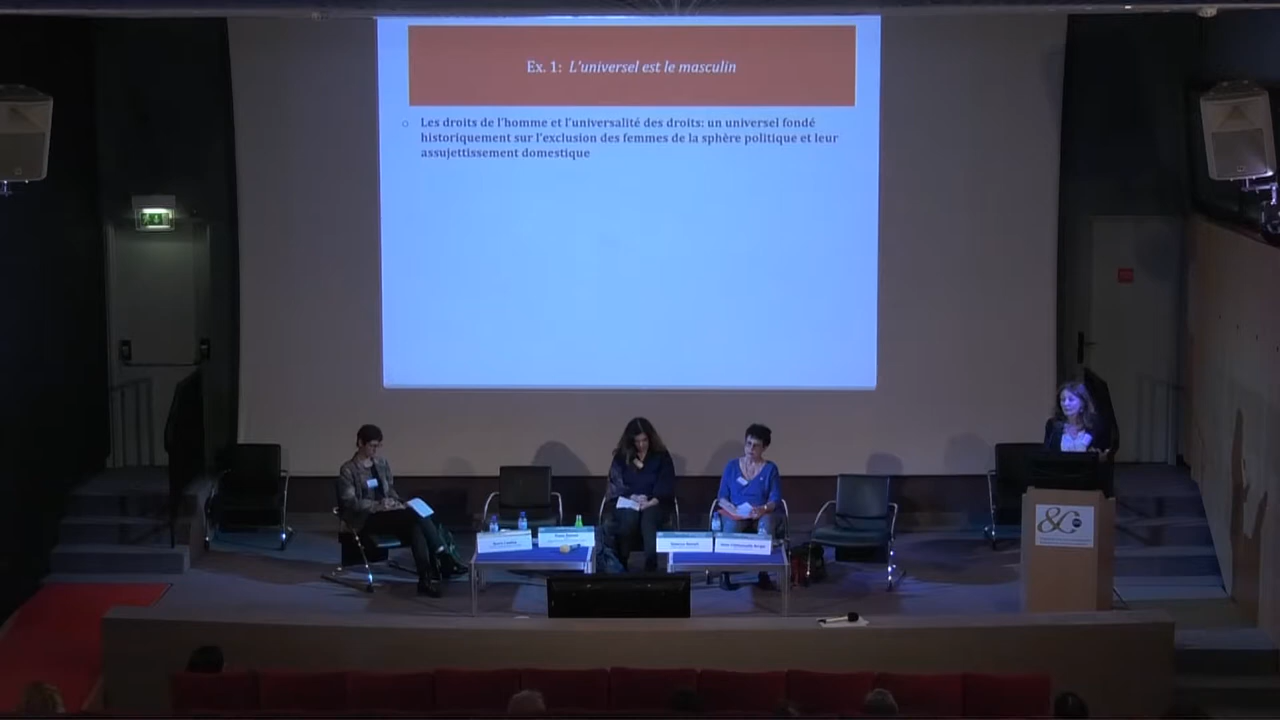 Ex. 1: L'universel est le masculin
Les droits de l'homme et l'universalité des droits: un universel fondé
historiquement sur l'exclusion des femmes de la sphère politique et leur
assujettissement domestique
&C